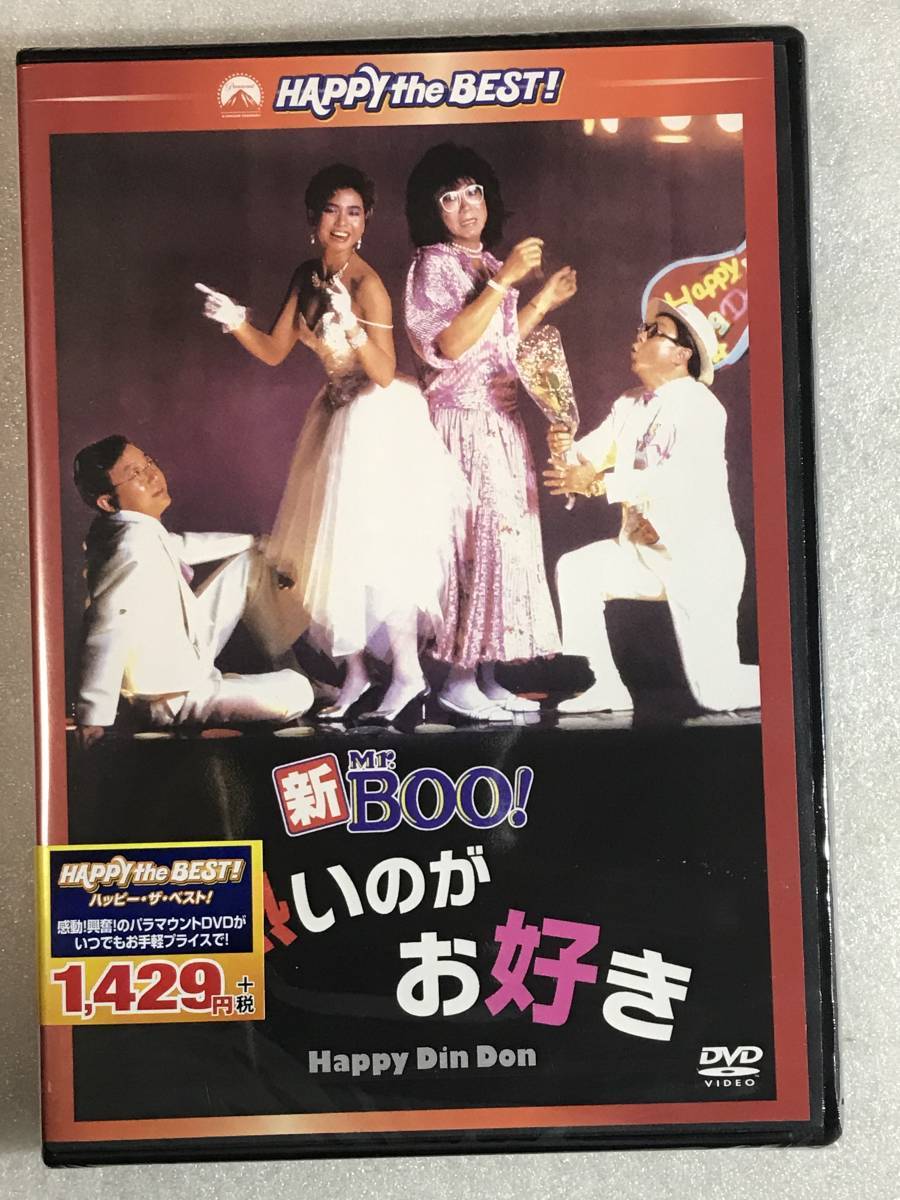 Paramount
HAPPY the BEST!
Happy
新 Mr. BOO!
いのが
お好き
Happy Din Don
HAPPY the BEST!
ハッピー・ザ・ベスト!
感動!興奮!のパラマウントDVDが
いつでもお手軽プライスで!
1,429円+税
DVD
VIDEO